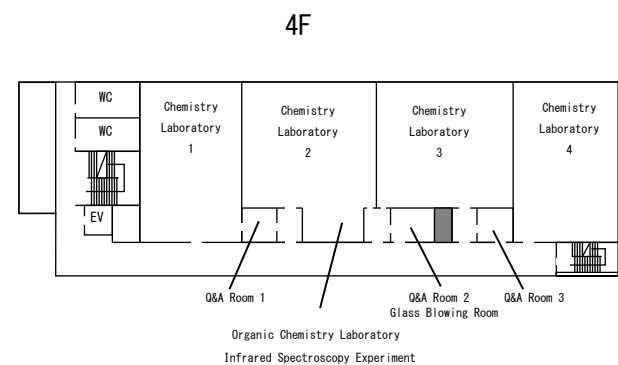 4F
WC
WC
EV
Chemistry
Laboratory
1
Chemistry
Laboratory
2
Chemistry
Laboratory
3
Chemistry
Laboratory
4
Q&A Room 1
Q&A Room 2
Glass Blowing Room
Q&A Room 3
Organic Chemistry Laboratory
Infrared Spectroscopy Experiment